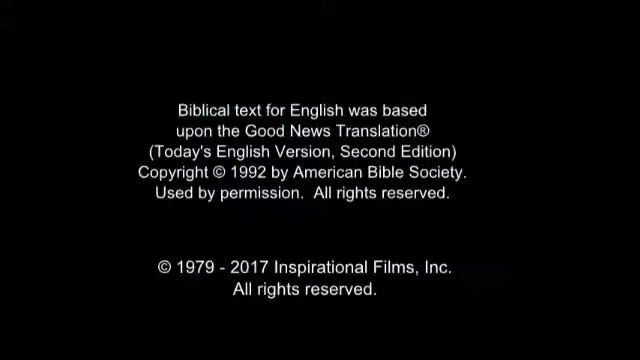 Biblical text for English was based
upon the Good News Translation®
(Today's English Version, Second Edition)
Copyright © 1992 by American Bible Society.
Used by permission.  All rights reserved.
© 1979 - 2017 Inspirational Films, Inc.
All rights reserved.